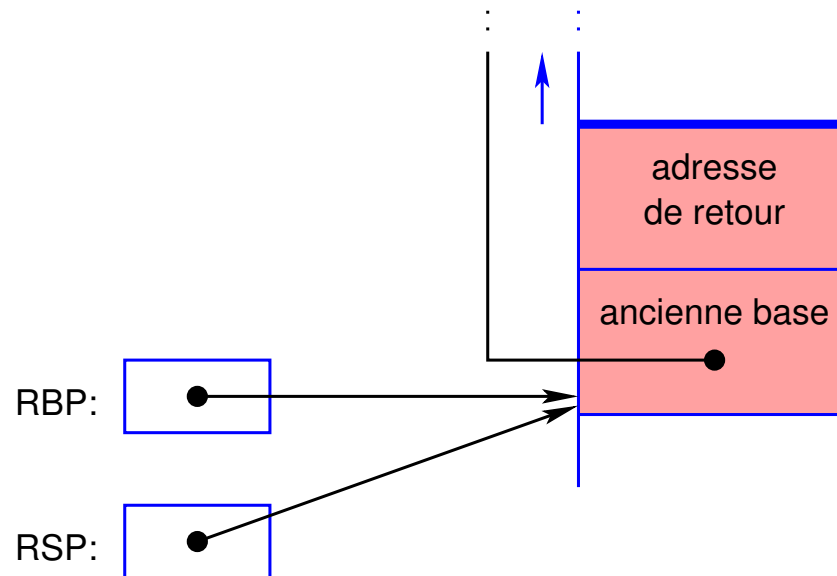 adresse
de retour
ancienne base
RBP:
RSP: